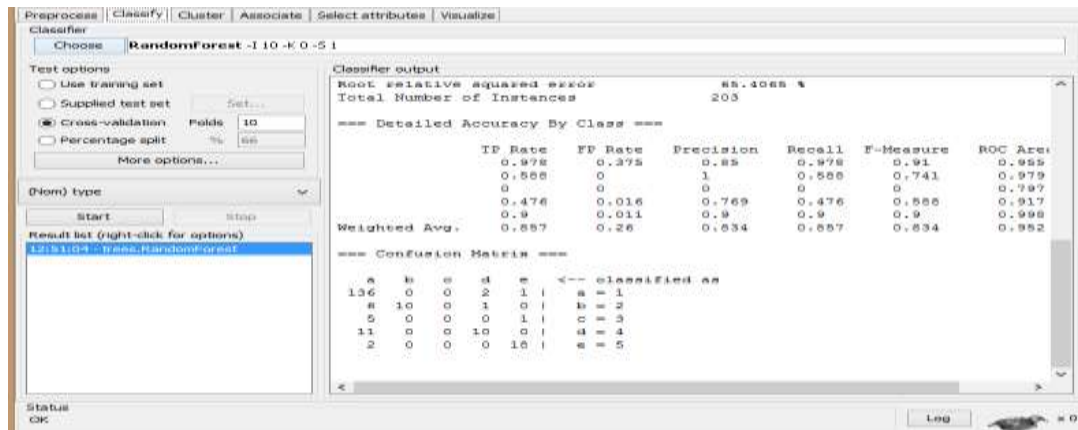 Preprocess Classify Cluster Associate Select attributes Visualize
Classifier
Choose RandomForest -I 10 -K 0 -S 1
Test options
Use training set
Supplied test set Set...
Cross-validation Folds 10
Percentage split % 66
More options...
(Nom) type
Start Stop
Result list (right-click for options)
12:51:04 - trees.RandomForest
Classifier output
Root relative squared error 65.4065 %
Total Number of Instances 203
=== Detailed Accuracy By Class ===
TP Rate FP Rate Precision Recall F-Measure ROC Area
0.978 0.375 0.85 0.978 0.91 0.955
0.588 0 1 0.588 0.741 0.979
0 0 0 0 0 0.797
0.476 0.016 0.769 0.476 0.588 0.917
0.9 0.011 0.9 0.9 0.9 0.998
Weighted Avg. 0.857 0.26 0.834 0.857 0.834 0.952
=== Confusion Matrix ===
a b c d e <-- classified as
136 0 0 2 1 | a = 1
6 10 0 1 0 | b = 2
5 0 0 0 1 | c = 3
11 0 0 10 0 | d = 4
2 0 0 0 18 | e = 5
Status
OK
Log x 0